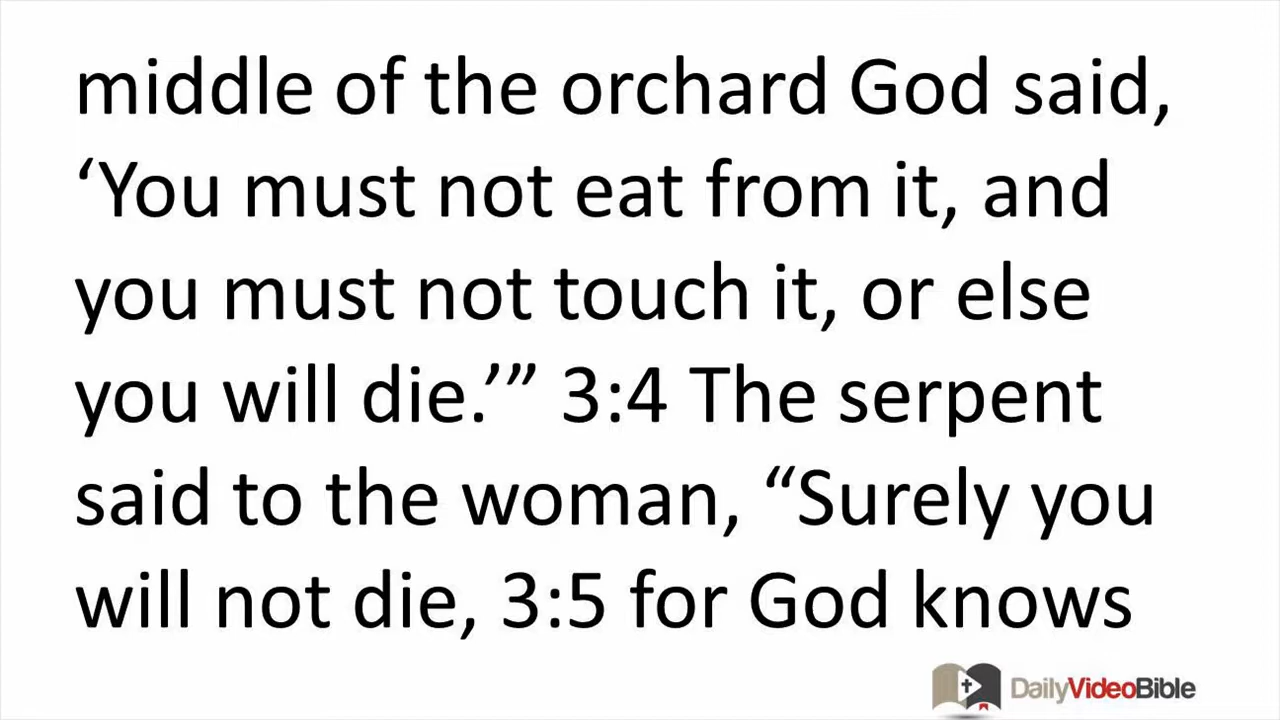 middle of the orchard God said,
‘You must not eat from it, and
you must not touch it, or else
you will die.’” 3:4 The serpent
said to the woman, “Surely you
will not die, 3:5 for God knows
DailyVideoBible